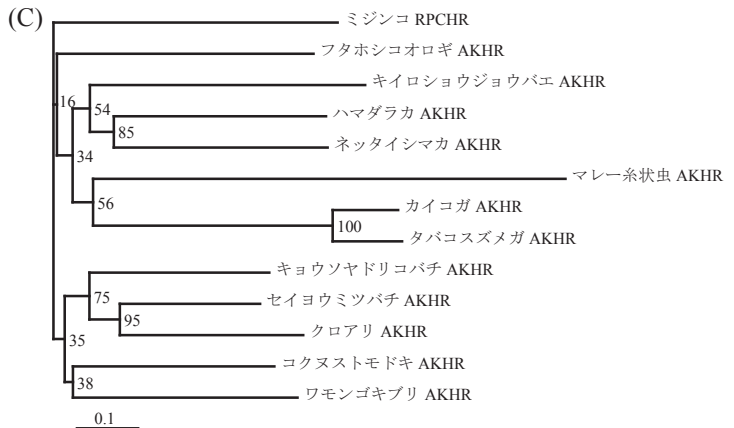 (C)
ミジンコ RPCHR
フタホシコオロギ AKHR
キイロショウジョウバエ AKHR
16
54
ハマダラカ AKHR
85
ネッタイシマカ AKHR
34
マレー糸状虫 AKHR
56
カイコガ AKHR
100
タバコスズメガ AKHR
キョウソヤドリコバチ AKHR
75
セイヨウミツバチ AKHR
95
クロアリ AKHR
35
コクヌストモドキ AKHR
38
ワモンゴキブリ AKHR
0.1